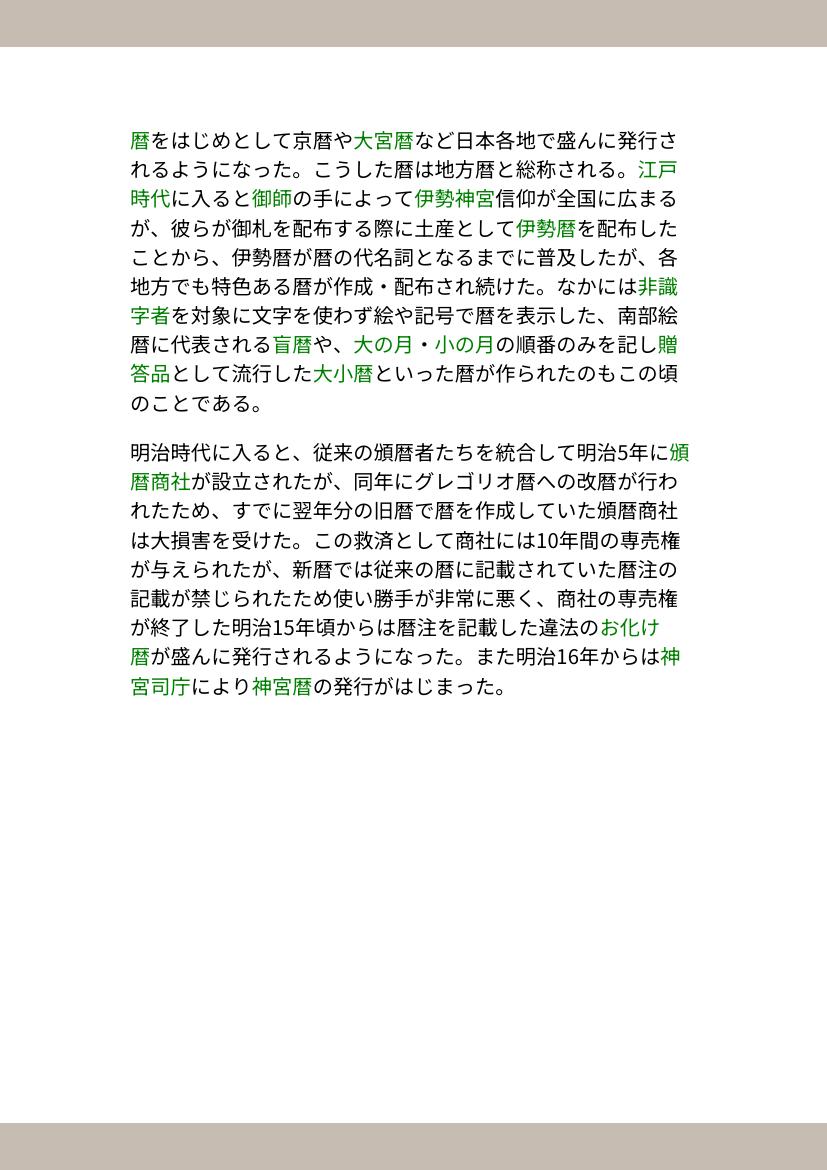 暦をはじめとして京暦や大宮暦など日本各地で盛んに発行さ
れるようになった。こうした暦は地方暦と総称される。江戸
時代に入ると御師の手によって伊勢神宮信仰が全国に広まる
が、彼らが御札を配布する際に土産として伊勢暦を配布した
ことから、伊勢暦が暦の代名詞となるまでに普及したが、各
地方でも特色ある暦が作成・配布され続けた。なかには非識
字者を対象に文字を使わず絵や記号で暦を表示した、南部絵
暦に代表される盲暦や、大の月・小の月の順番のみを記し贈
答品として流行した大小暦といった暦が作られたのもこの頃
のことである。
明治時代に入ると、従来の頒暦者たちを統合して明治5年に頒
暦商社が設立されたが、同年にグレゴリオ暦への改暦が行わ
れたため、すでに翌年分の旧暦で暦を作成していた頒暦商社
は大損害を受けた。この救済として商社には10年間の専売権
が与えられたが、新暦では従来の暦に記載されていた暦注の
記載が禁じられたため使い勝手が非常に悪く、商社の専売権
が終了した明治15年頃からは暦注を記載した違法のお化け
暦が盛んに発行されるようになった。また明治16年からは神
宮司庁により神宮暦の発行がはじまった。